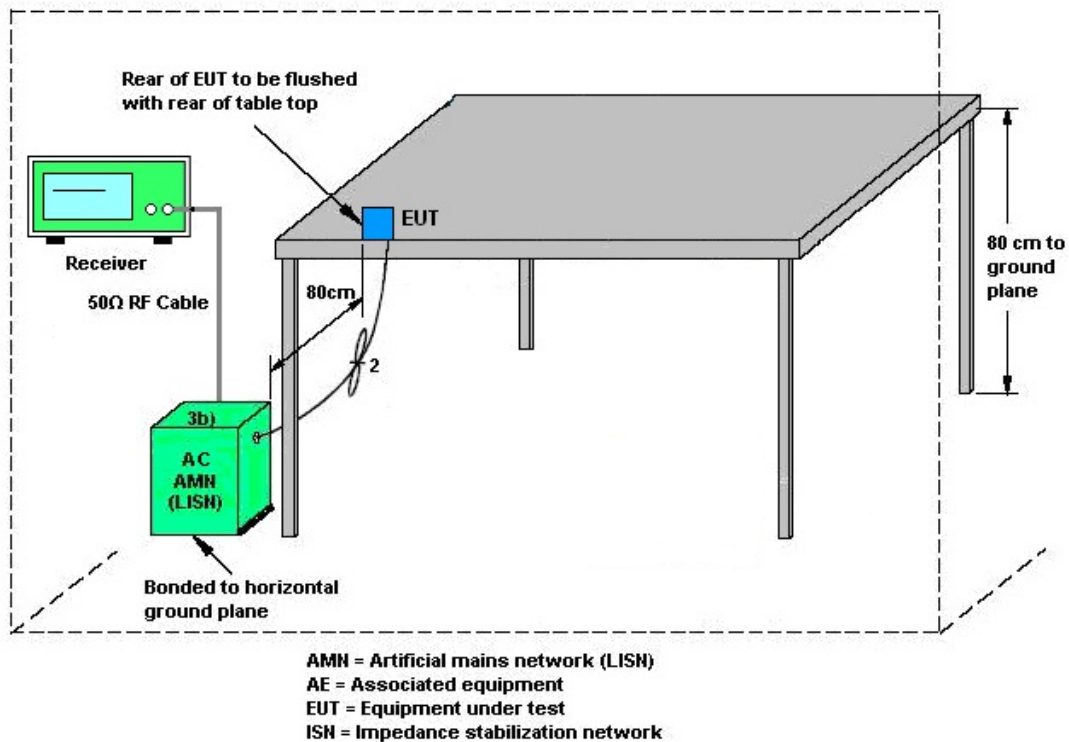 Rear of EUT to be flushed
with rear of table top
EUT
Receiver
50Ω RF Cable
80cm
80 cm to
ground
plane
2
3b)
AC
AMN
(LISN)
Bonded to horizontal
ground plane
AMN = Artificial mains network (LISN)
AE = Associated equipment
EUT = Equipment under test
ISN = Impedance stabilization network